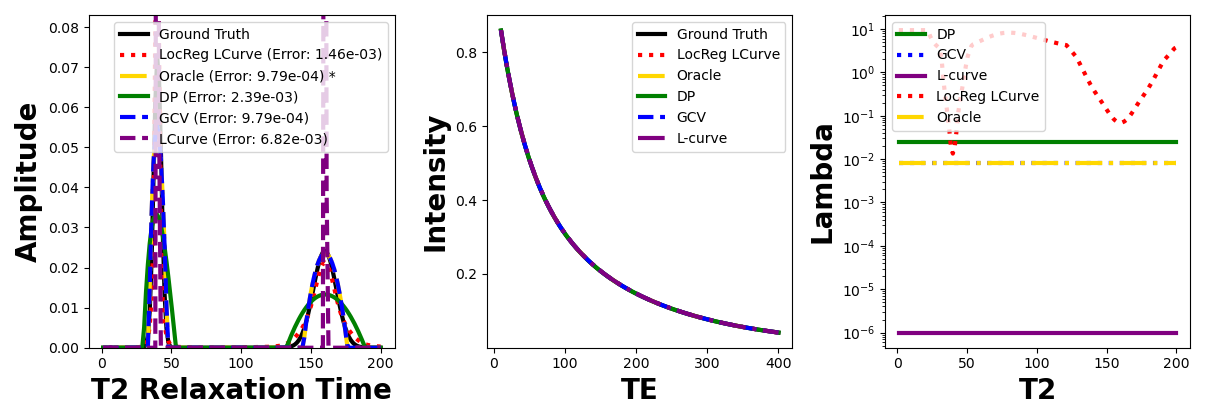 Amplitude
0.08
0.07
0.06
0.05
0.04
0.03
0.02
0.01
0.00
Ground Truth
LocReg LCurve (Error: 1.46e-03)
Oracle (Error: 9.79e-04) *
DP (Error: 2.39e-03)
GCV (Error: 9.79e-04)
LCurve (Error: 6.82e-03)
0 50 100 150 200
T2 Relaxation Time
Intensity
0.8
0.6
0.4
0.2
Ground Truth
LocReg LCurve
Oracle
DP
GCV
L-curve
0 100 200 300 400
TE
Lambda
10¹
10⁰
10⁻¹
10⁻²
10⁻³
10⁻⁴
10⁻⁵
10⁻⁶
DP
GCV
L-curve
LocReg LCurve
Oracle
0 50 100 150 200
T2